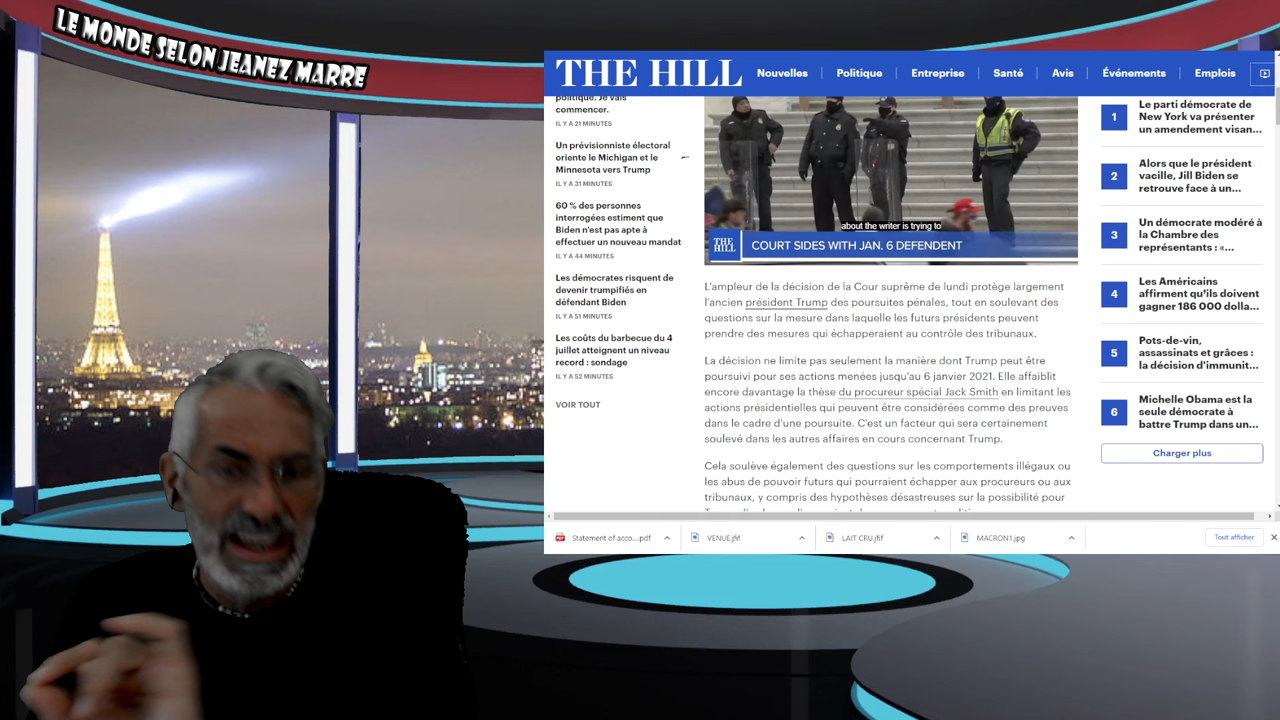 LE MONDE SELON JEANEZ MARRE
THE HILL
Nouvelles
Politique
Entreprise
Santé
Avis
Événements
Emplois
politique. Je vais
commencer.
IL Y A 21 MINUTES
Un prévisionniste électoral
oriente le Michigan et le
Minnesota vers Trump
IL Y A 31 MINUTES
60 % des personnes
interrogées estiment que
Biden n'est pas apte à
effectuer un nouveau mandat
IL Y A 44 MINUTES
Les démocrates risquent de
devenir trumpifiés en
défendant Biden
IL Y A 51 MINUTES
Les coûts du barbecue du 4
juillet atteignent un niveau
record : sondage
IL Y A 52 MINUTES
VOIR TOUT
about the writer is trying to
THE
HILL
COURT SIDES WITH JAN. 6 DEFENDENT
L'ampleur de la décision de la Cour suprême de lundi protège largement
l'ancien président Trump des poursuites pénales, tout en soulevant des
questions sur la mesure dans laquelle les futurs présidents peuvent
prendre des mesures qui échapperaient au contrôle des tribunaux.
La décision ne limite pas seulement la manière dont Trump peut être
poursuivi pour ses actions menées jusqu'au 6 janvier 2021. Elle affaiblit
encore davantage la thèse du procureur spécial Jack Smith en limitant les
actions présidentielles qui peuvent être considérées comme des preuves
dans le cadre d'une poursuite. C'est un facteur qui sera certainement
soulevé dans les autres affaires en cours concernant Trump.
Cela soulève également des questions sur les comportements illégaux ou
les abus de pouvoir futurs qui pourraient échapper aux procureurs ou aux
tribunaux, y compris des hypothèses désastreuses sur la possibilité pour
1
Le parti démocrate de
New York va présenter
un amendement visan...
2
Alors que le président
vacille, Jill Biden se
retrouve face à un...
3
Un démocrate modéré à
la Chambre des
représentants : «...
4
Les Américains
affirment qu'ils doivent
gagner 186 000 dolla...
5
Pots-de-vin,
assassinats et grâces :
la décision d'immunit...
6
Michelle Obama est la
seule démocrate à
battre Trump dans un...
Charger plus
Statement of acco....pdf
VENUE.jfif
LAIT CRU.jfif
MACRON1.jpg
Tout afficher